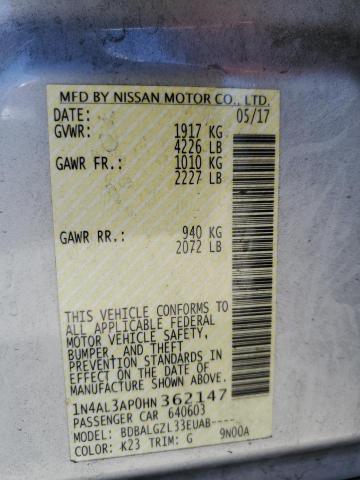 MFD BY NISSAN MOTOR CO., LTD.
DATE: 05/17
GVWR: 1917 KG
4226 LB
GAWR FR.: 1010 KG
2227 LB
GAWR RR.: 940 KG
2072 LB
THIS VEHICLE CONFORMS TO
ALL APPLICABLE FEDERAL
MOTOR VEHICLE SAFETY,
BUMPER, AND THEFT
PREVENTION STANDARDS IN
EFFECT ON THE DATE OF
MANUFACTURE SHOWN ABOVE.
1N4AL3AP0HN 362147
PASSENGER CAR 640603
MODEL: BDBALGZL33EUAB----
COLOR: K23 TRIM: G 9N00A